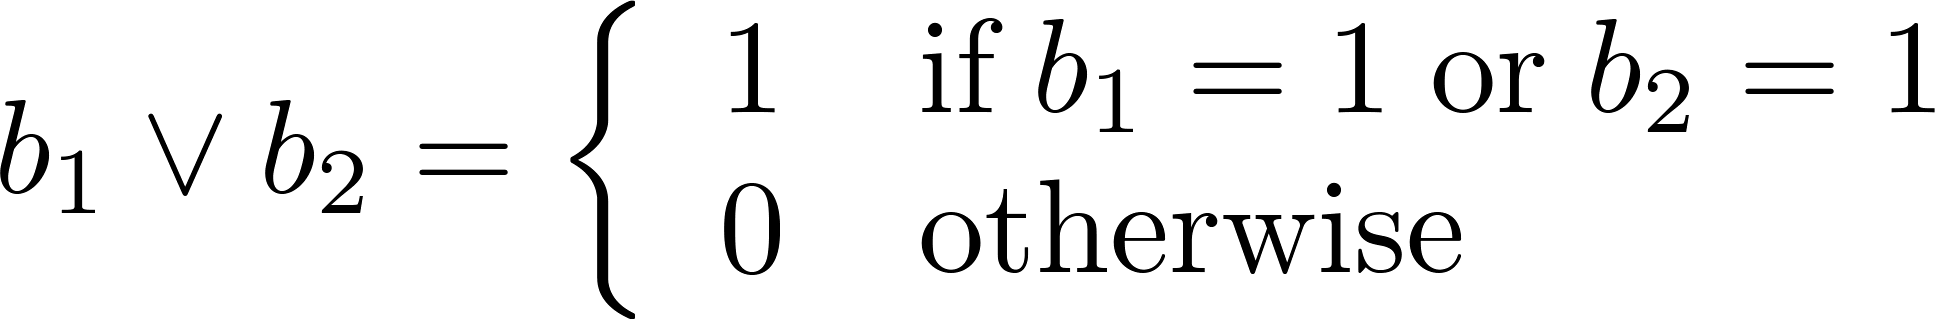 b₁ ∨ b₂ = { 1 if b₁ = 1 or b₂ = 1
0 otherwise